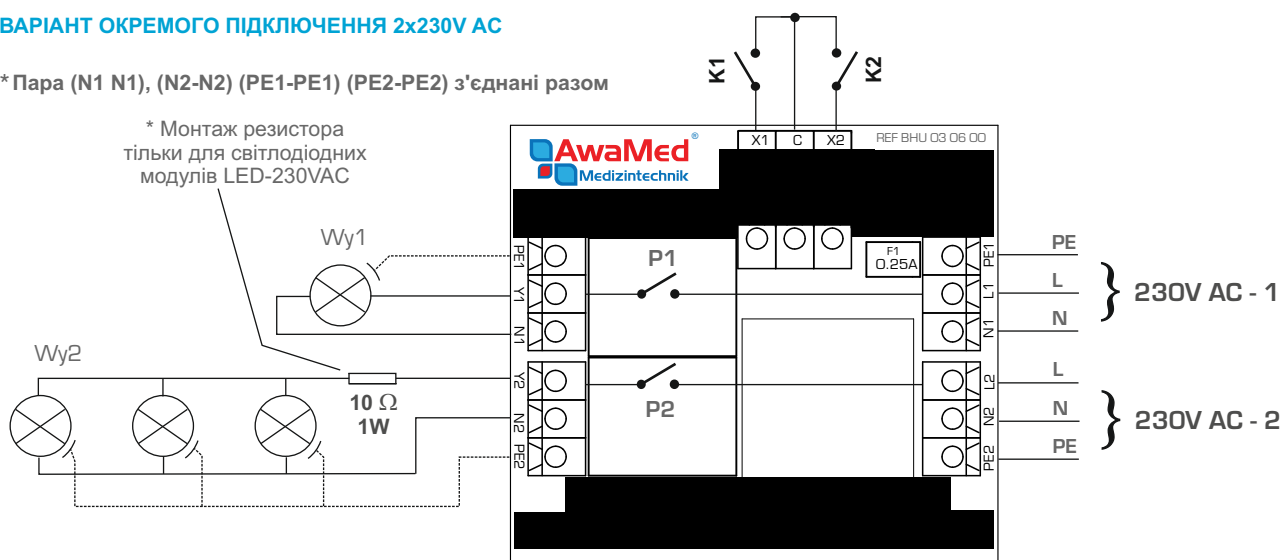 ВАРІАНТ ОКРЕМОГО ПІДКЛЮЧЕННЯ 2x230V AC
* Пара (N1 N1), (N2-N2) (PE1-PE1) (PE2-PE2) з'єднані разом
* Монтаж резистора
тільки для світлодіодних
модулів LED-230VAC
K1
K2
X1 C X2
REF BHU 03 06 00
AwaMed®
Medizintechnik
Wy1
Wy2
10 Ω
1W
PE1
Y1
N1
Y2
N2
PE2
P1
P2
F1
0.25A
PE1
L1
N1
L2
N2
PE2
PE
L
N
230V AC - 1
L
N
PE
230V AC - 2